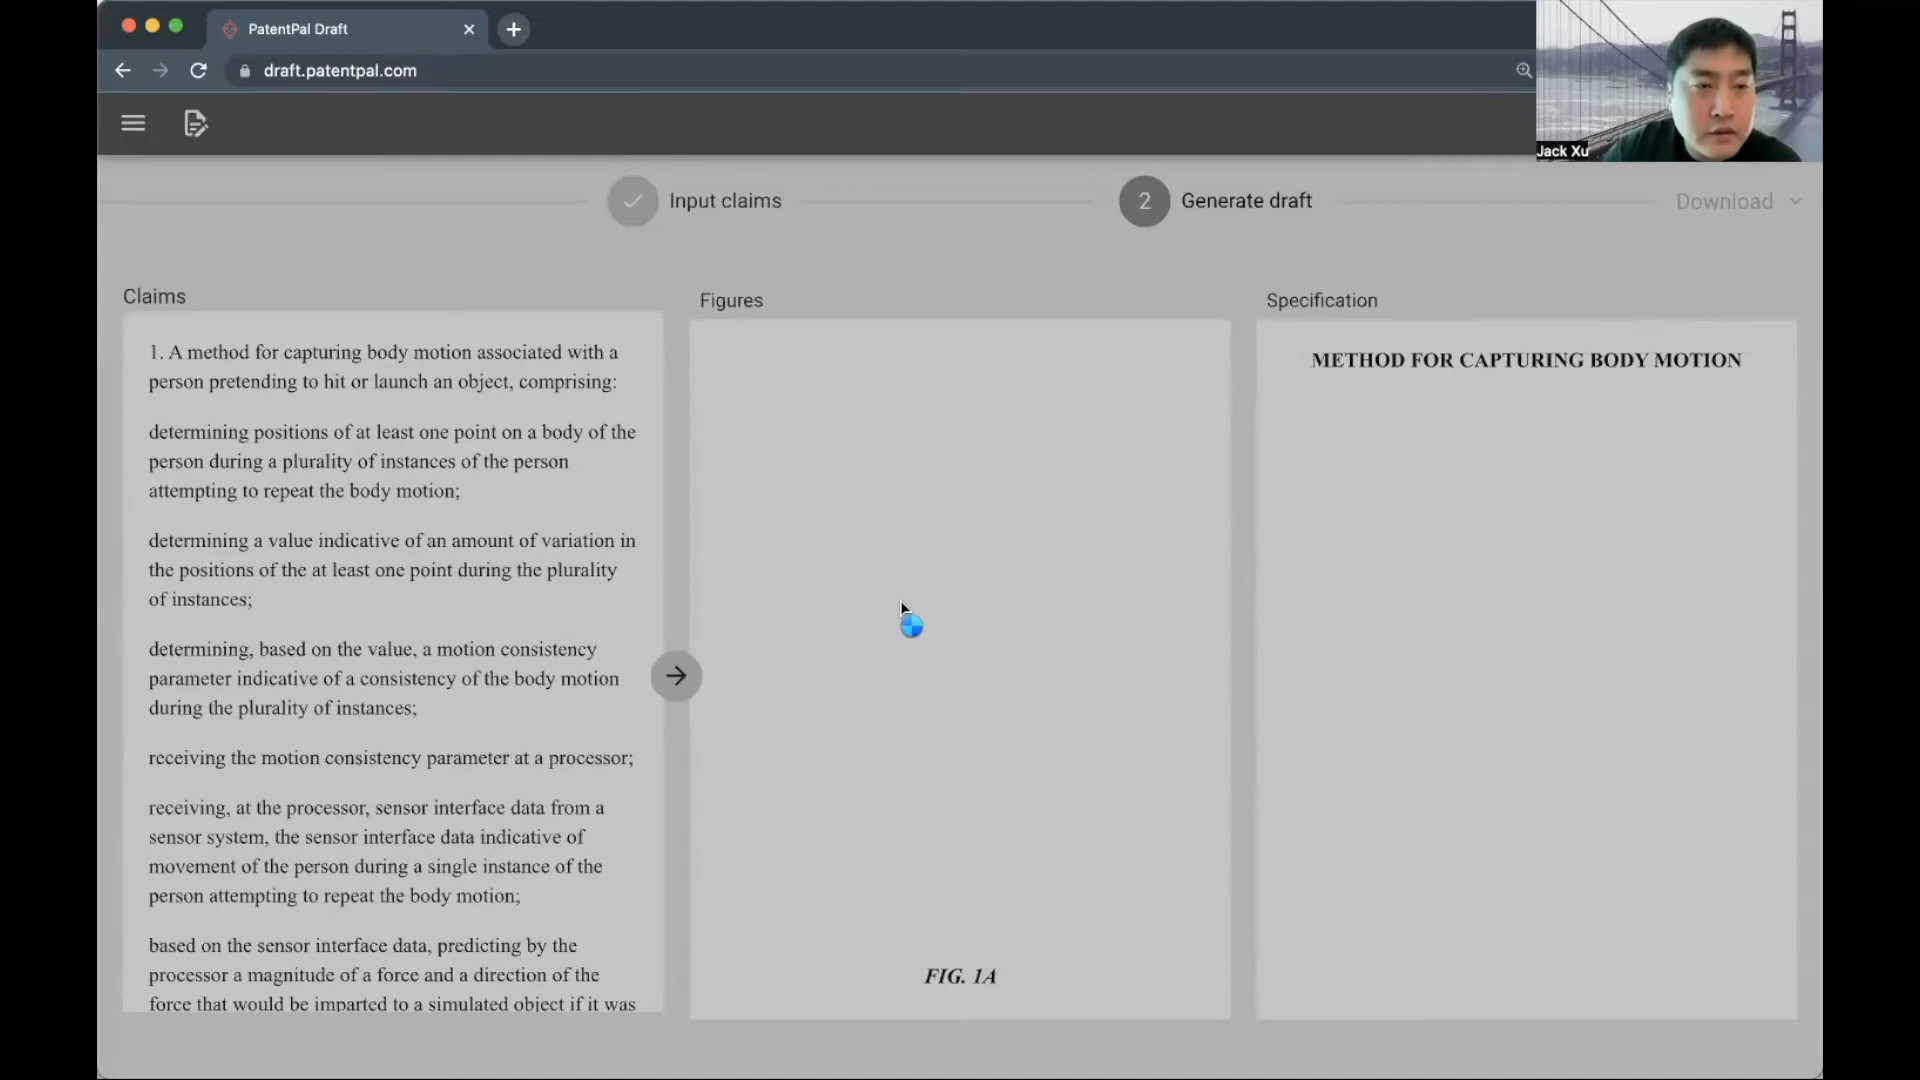 PatentPal Draft
draft.patentpal.com
Jack Xu
Input claims
2
Generate draft
Download
Claims
1. A method for capturing body motion associated with a
person pretending to hit or launch an object, comprising:
determining positions of at least one point on a body of the
person during a plurality of instances of the person
attempting to repeat the body motion;
determining a value indicative of an amount of variation in
the positions of the at least one point during the plurality
of instances;
determining, based on the value, a motion consistency
parameter indicative of a consistency of the body motion
during the plurality of instances;
receiving the motion consistency parameter at a processor;
receiving, at the processor, sensor interface data from a
sensor system, the sensor interface data indicative of
movement of the person during a single instance of the
person attempting to repeat the body motion;
based on the sensor interface data, predicting by the
processor a magnitude of a force and a direction of the
force that would be imparted to a simulated object if it was
Figures
FIG. 1A
Specification
METHOD FOR CAPTURING BODY MOTION